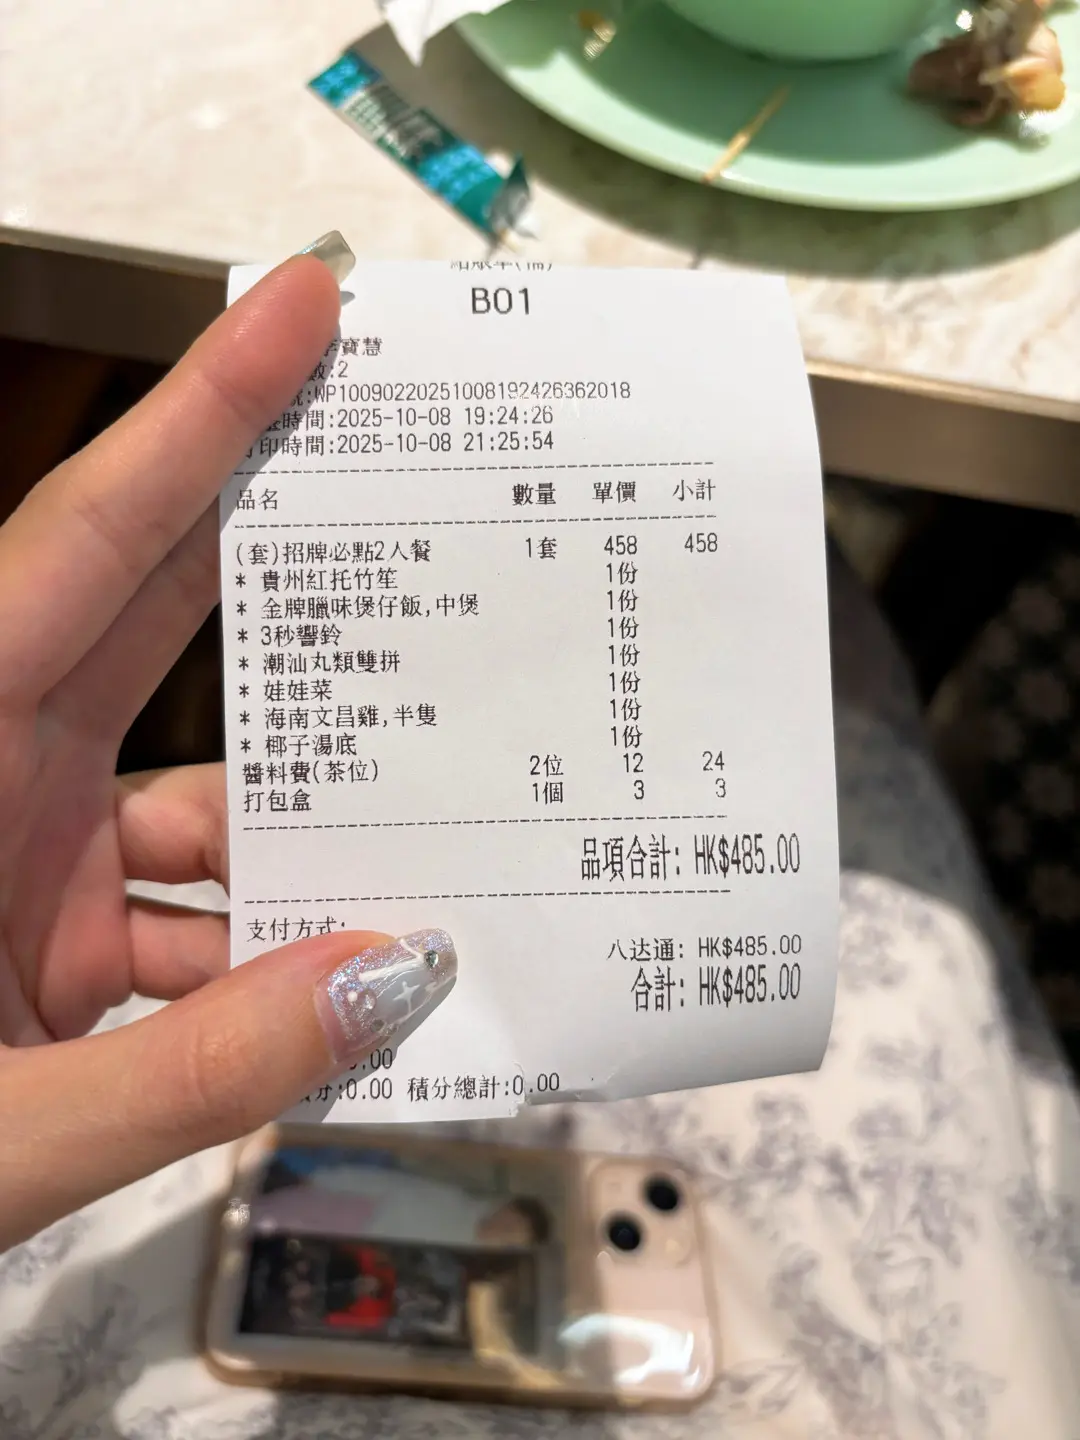 B01
寶慧
數:2
號:WP10090220251008192426362018
時間:2025-10-08 19:24:26
印時間:2025-10-08 21:25:54
品名 數量 單價 小計
(套)招牌必點2人餐 1套 458 458
* 貴州紅托竹笙 1份
* 金牌臘味煲仔飯,中煲 1份
* 3秒響鈴 1份
* 潮汕丸類雙拼 1份
* 娃娃菜 1份
* 海南文昌雞,半隻 1份
* 椰子湯底 1份
醬料費(茶位) 2位 12 24
打包盒 1個 3 3
品項合計: HK$485.00
支付方式:
八达通: HK$485.00
合計: HK$485.00
.00
分:0.00 積分總計:0.00